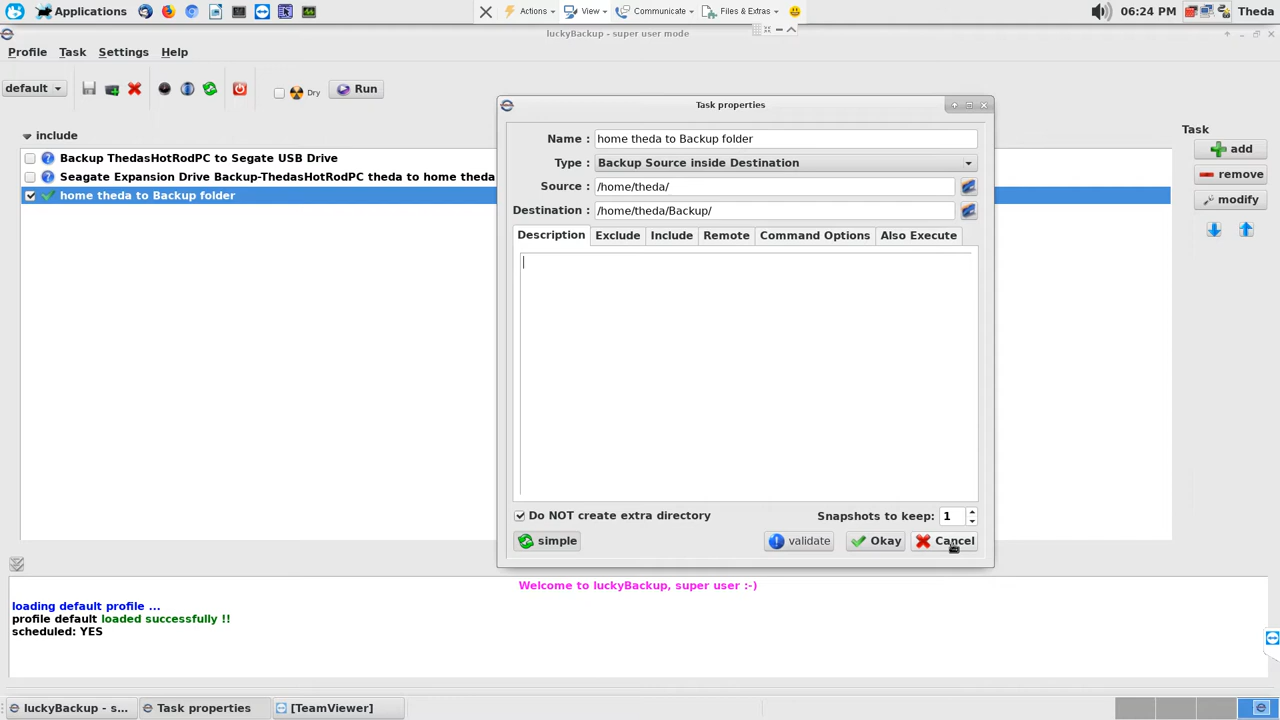 Applications
Actions
View
Communicate
Files & Extras
06:24 PM
Theda
luckyBackup - super user mode
Profile Task Settings Help
default
Dry
Run
include
Backup ThedasHotRodPC to Segate USB Drive
Seagate Expansion Drive Backup-ThedasHotRodPC theda to home theda
home theda to Backup folder
Task
add
remove
modify
Task properties
Name : home theda to Backup folder
Type : Backup Source inside Destination
Source : /home/theda/
Destination : /home/theda/Backup/
Description Exclude Include Remote Command Options Also Execute
Do NOT create extra directory
Snapshots to keep: 1
simple validate Okay Cancel
Welcome to luckyBackup, super user :-)
loading default profile ...
profile default loaded successfully !!
scheduled: YES
luckyBackup - s...
Task properties
[TeamViewer]